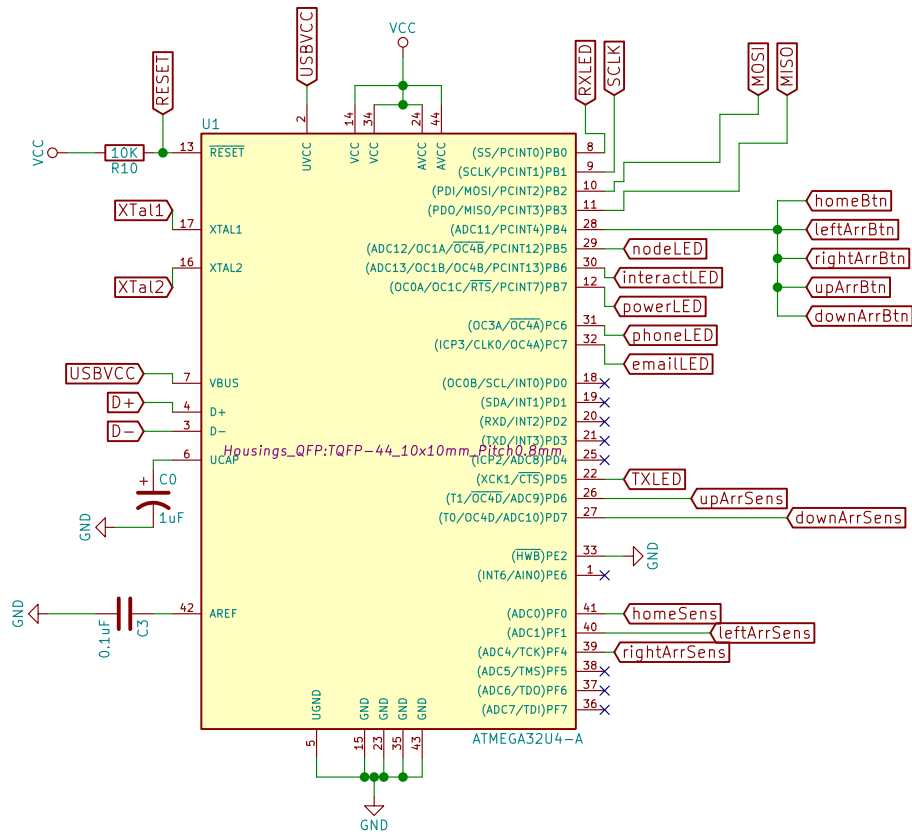 VCC
USBVCC
RESET
RXLED
SCLK
MOSI
MISO
U1
2
14
34
24
44
VCC
10K
R10
13
RESET
UVCC
VCC
VCC
AVCC
AVCC
(SS/PCINT0)PB0
8
(SCLK/PCINT1)PB1
9
(PDI/MOSI/PCINT2)PB2
10
(PDO/MISO/PCINT3)PB3
11
homeBtn
XTal1
17
XTAL1
(ADC11/PCINT4)PB4
28
leftArrBtn
(ADC12/OC1A/OC4B/PCINT12)PB5
29
nodeLED
rightArrBtn
16
XTAL2
(ADC13/OC1B/OC4B/PCINT13)PB6
30
interactLED
XTal2
(OC0A/OC1C/RTS/PCINT7)PB7
12
upArrBtn
powerLED
downArrBtn
(OC3A/OC4A)PC6
31
phoneLED
(ICP3/CLK0/OC4A)PC7
32
emailLED
USBVCC
7
VBUS
(OC0B/SCL/INT0)PD0
18
D+
4
D+
(SDA/INT1)PD1
19
(RXD/INT2)PD2
20
D-
3
D-
(TXD/INT3)PD3
21
Housings_QFP:TQFP-44_10x10mm_Pitch0.8mm
6
UCAP
(ICP2/ADC8)PD4
25
+
C0
1uF
GND
(XCK1/CTS)PD5
22
TXLED
(T1/OC4D/ADC9)PD6
26
upArrSens
(T0/OC4D/ADC10)PD7
27
downArrSens
(HWB)PE2
33
GND
(INT6/AIN0)PE6
1
GND
0.1uF
C3
42
AREF
(ADC0)PF0
41
homeSens
(ADC1)PF1
40
leftArrSens
(ADC4/TCK)PF4
39
rightArrSens
(ADC5/TMS)PF5
38
(ADC6/TDO)PF6
37
(ADC7/TDI)PF7
36
UGND
GND
GND
GND
GND
5
15
23
35
43
ATMEGA32U4-A
GND